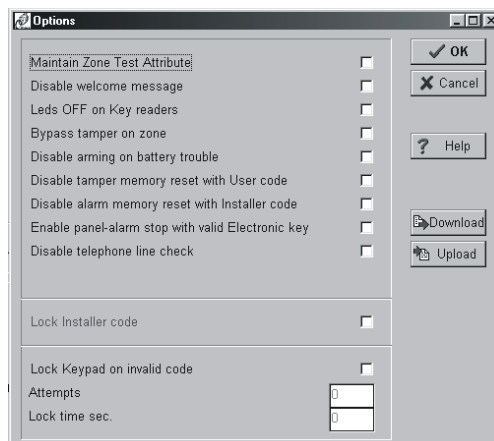 Options
Maintain Zone Test Attribute
Disable welcome message
Leds OFF on Key readers
Bypass tamper on zone
Disable arming on battery trouble
Disable tamper memory reset with User code
Disable alarm memory reset with Installer code
Enable panel-alarm stop with valid Electronic key
Disable telephone line check
Lock Installer code
Lock Keypad on invalid code
Attempts 0
Lock time sec. 0
OK
Cancel
? Help
Download
Upload